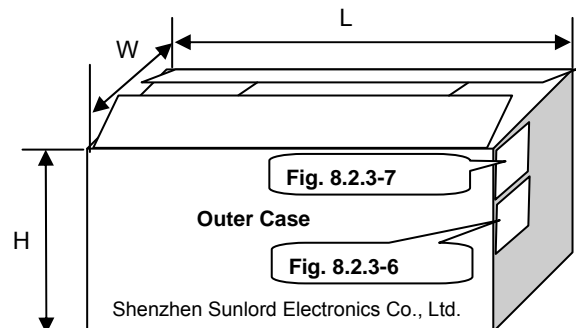 L
W
Fig. 8.2.3-7
Outer Case
H
Fig. 8.2.3-6
Shenzhen Sunlord Electronics Co., Ltd.